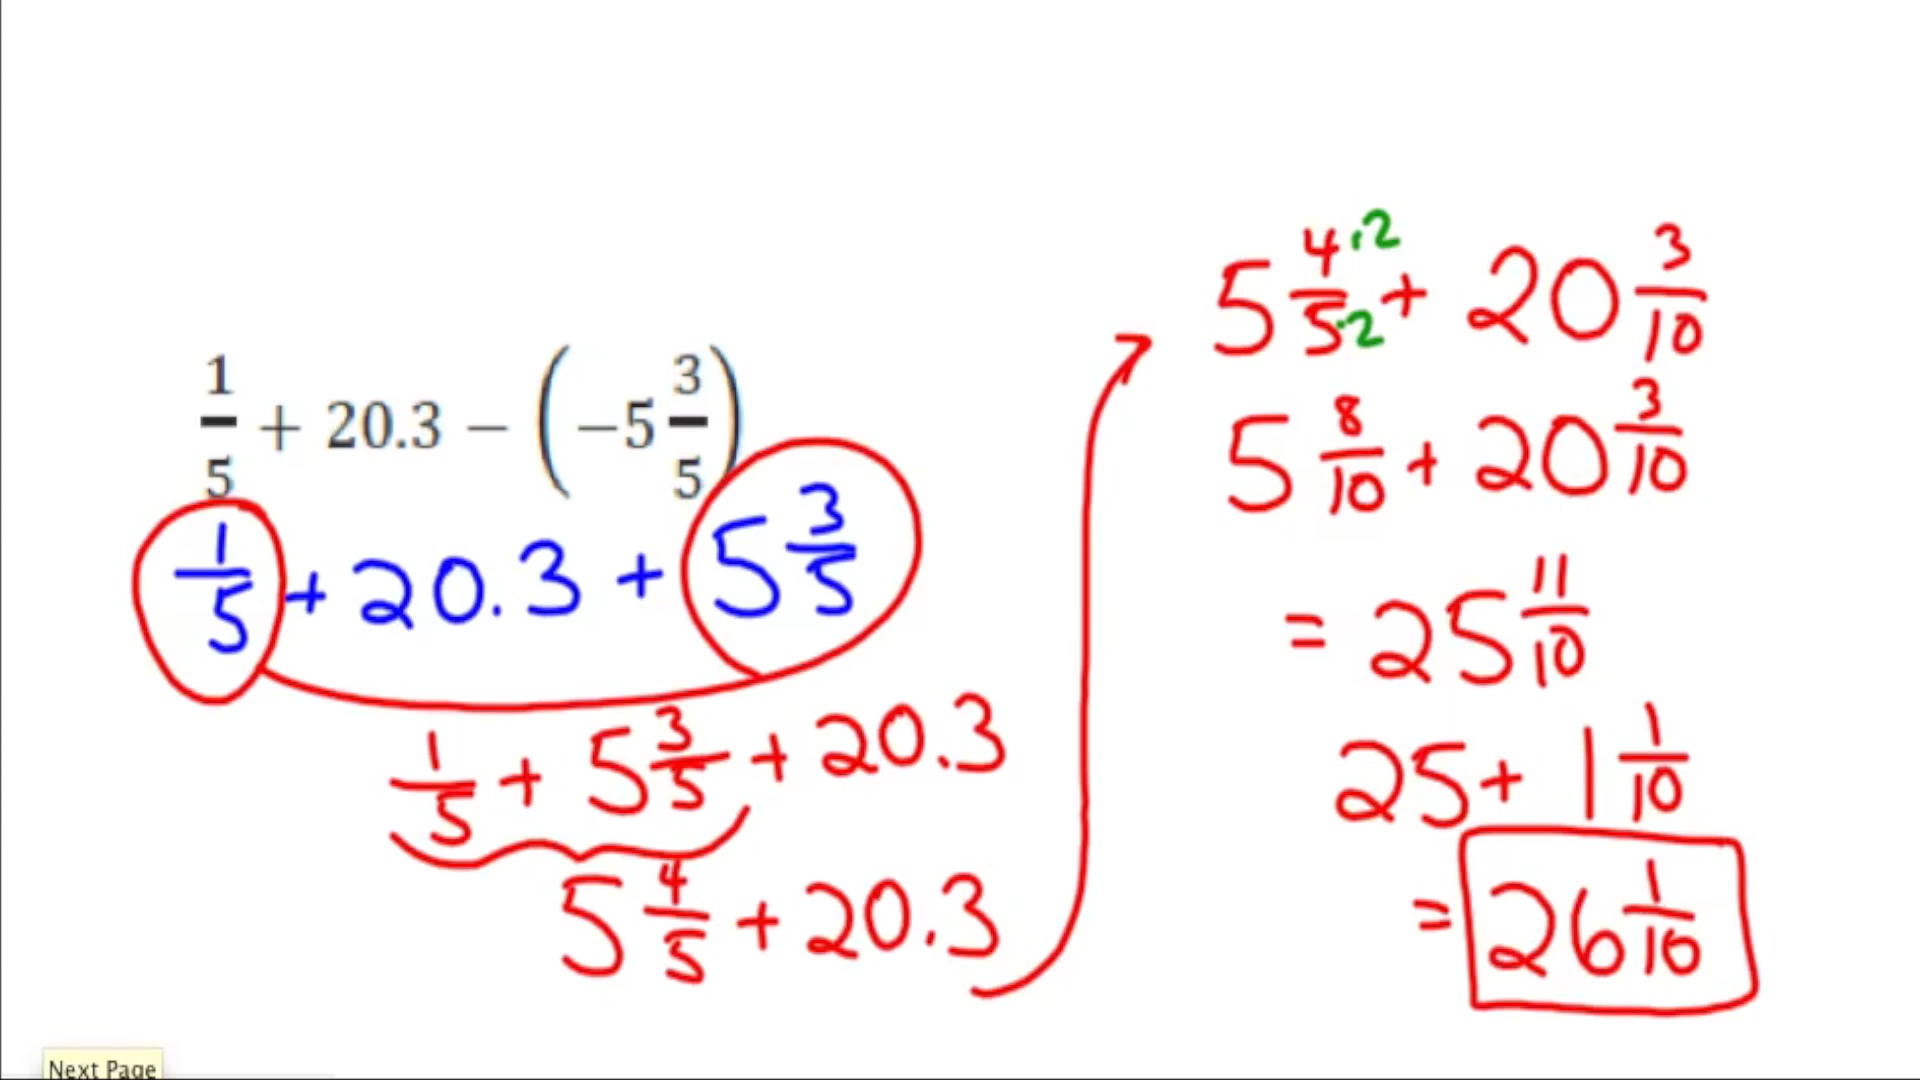 1/5 + 20.3 − (−5 3/5)
1/5 + 20.3 + 5 3/5
1/5 + 5 3/5 + 20.3
5 4/5 + 20.3
5 4·2/5·2 + 20 3/10
5 8/10 + 20 3/10
= 25 11/10
25 + 1 1/10
= 26 1/10
Next Page